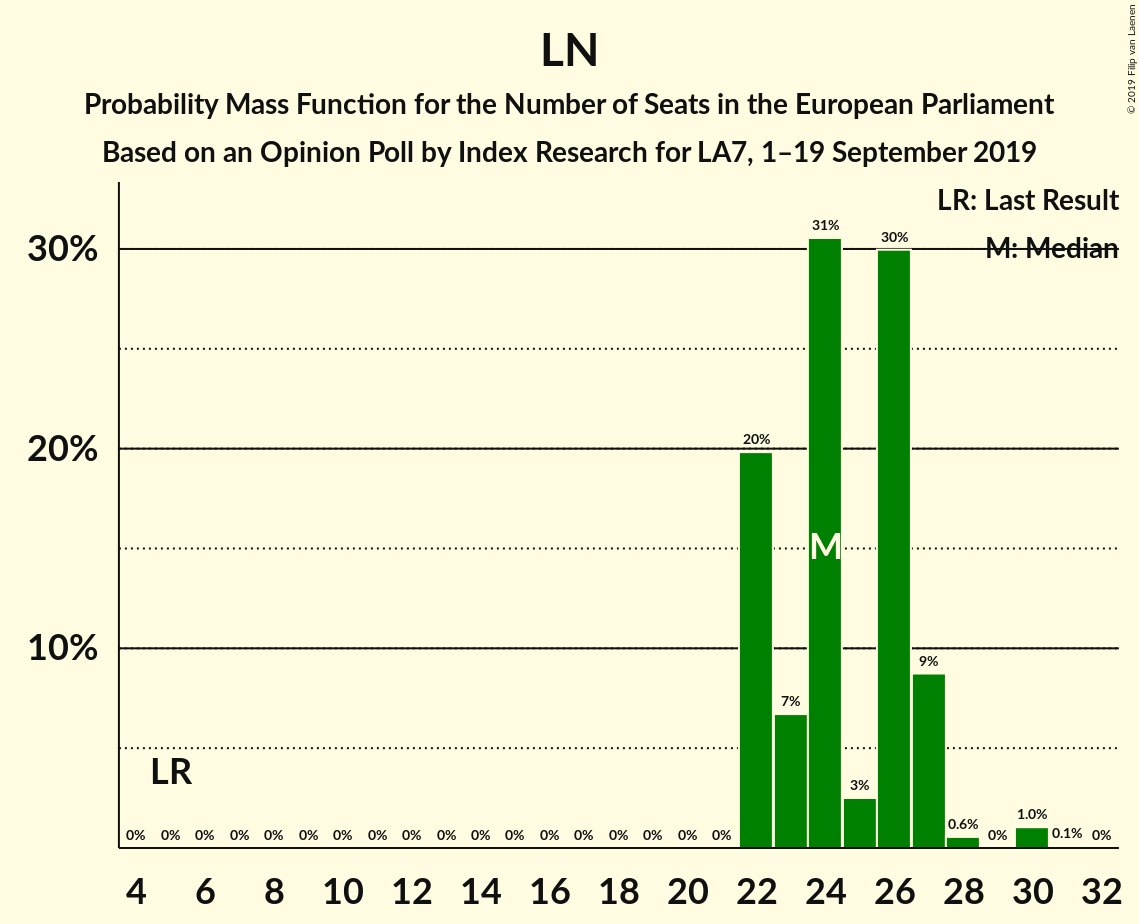 LN
Probability Mass Function for the Number of Seats in the European Parliament
Based on an Opinion Poll by Index Research for LA7, 1–19 September 2019
© 2019 Filip van Laenen
LR: Last Result
M: Median
30%
20%
10%
31%
30%
20%
M
9%
7%
LR
3%
0% 0% 0% 0% 0% 0% 0% 0% 0% 0% 0% 0% 0% 0% 0% 0% 0% 0% 0.6% 0% 1.0% 0.1% 0%
4 6 8 10 12 14 16 18 20 22 24 26 28 30 32